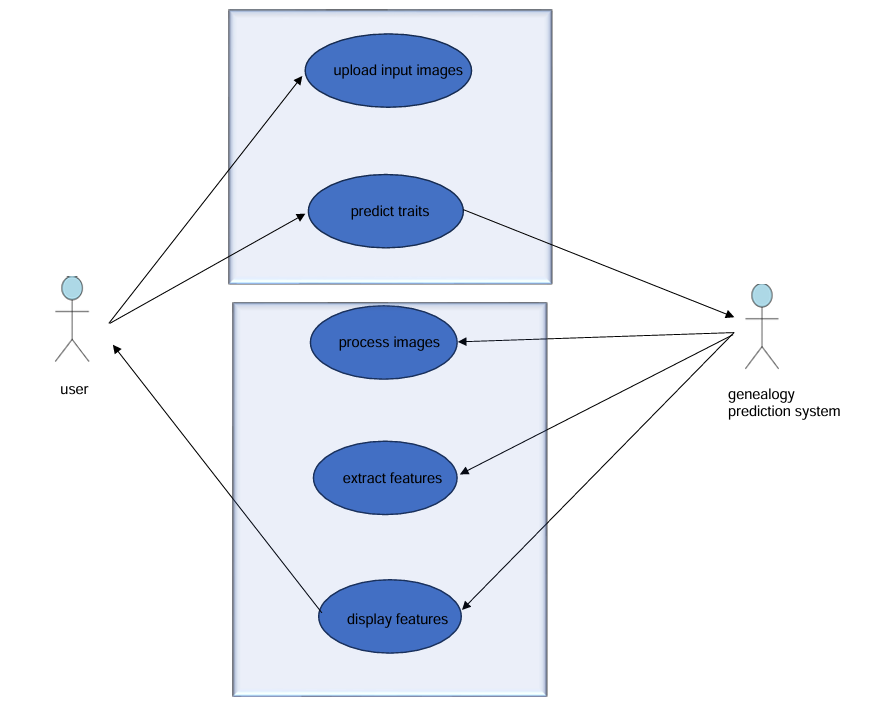 upload input images
predict traits
process images
user
genealogy
prediction system
extract features
display features